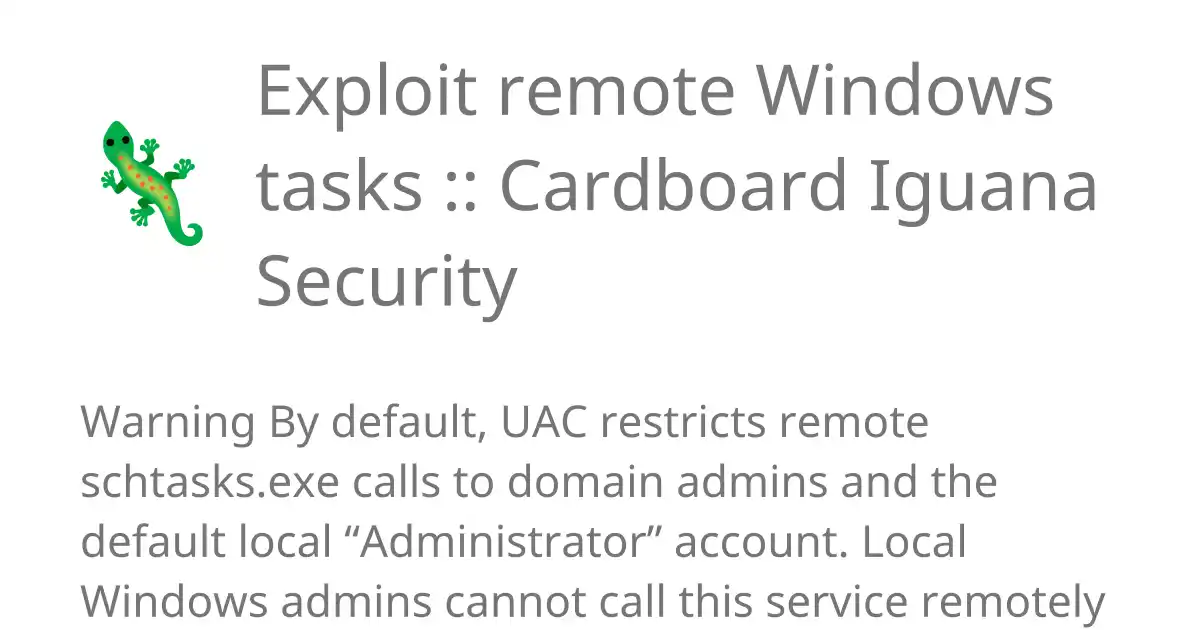 Exploit remote Windows
tasks :: Cardboard Iguana
Security
Warning By default, UAC restricts remote
schtasks.exe calls to domain admins and the
default local “Administrator” account. Local
Windows admins cannot call this service remotely